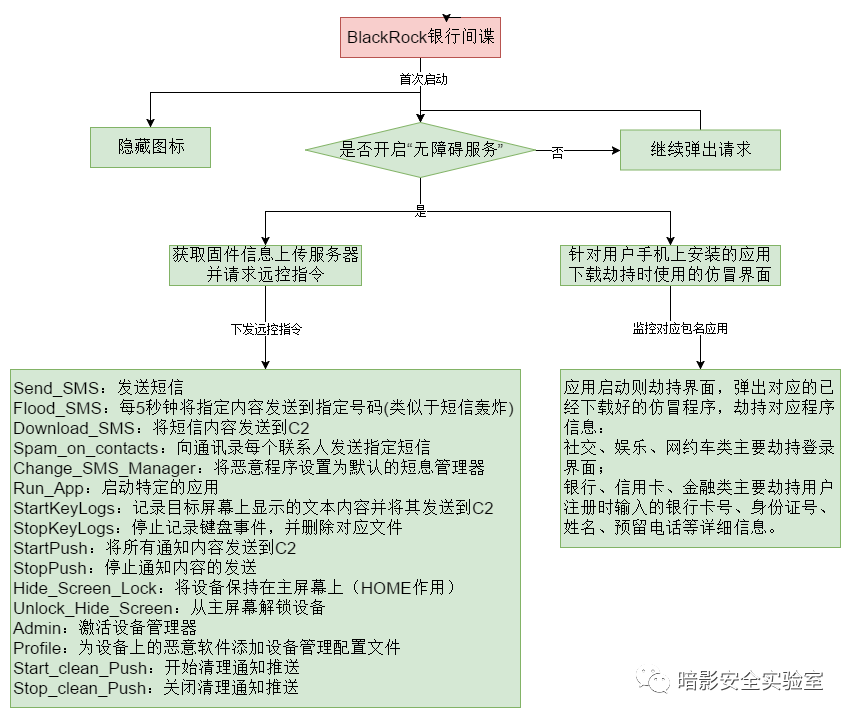 BlackRock银行间谍
首次启动
隐藏图标
是否开启“无障碍服务”
否
继续弹出请求
是
获取固件信息上传服务器
并请求远控指令
针对用户手机上安装的应用
下载劫持时使用的仿冒界面
下发远控指令
监控对应包名应用
Send_SMS：发送短信
Flood_SMS：每5秒钟将指定内容发送到指定号码(类似于短信轰炸)
Download_SMS：将短信内容发送到C2
Spam_on_contacts：向通讯录每个联系人发送指定短信
Change_SMS_Manager：将恶意程序设置为默认的短息管理器
Run_App：启动特定的应用
StartKeyLogs：记录目标屏幕上显示的文本内容并将其发送到C2
StopKeyLogs：停止记录键盘事件，并删除对应文件
StartPush：将所有通知内容发送到C2
StopPush：停止通知内容的发送
Hide_Screen_Lock：将设备保持在主屏幕上（HOME作用）
Unlock_Hide_Screen：从主屏幕解锁设备
Admin：激活设备管理器
Profile：为设备上的恶意软件添加设备管理配置文件
Start_clean_Push：开始清理通知推送
Stop_clean_Push：关闭清理通知推送
应用启动则劫持界面，弹出对应的已
经下载好的仿冒程序，劫持对应程序
信息：
社交、娱乐、网约车类主要劫持登录
界面；
银行、信用卡、金融类主要劫持用户
注册时输入的银行卡号、身份证号、
姓名、预留电话等详细信息。
暗影安全实验室